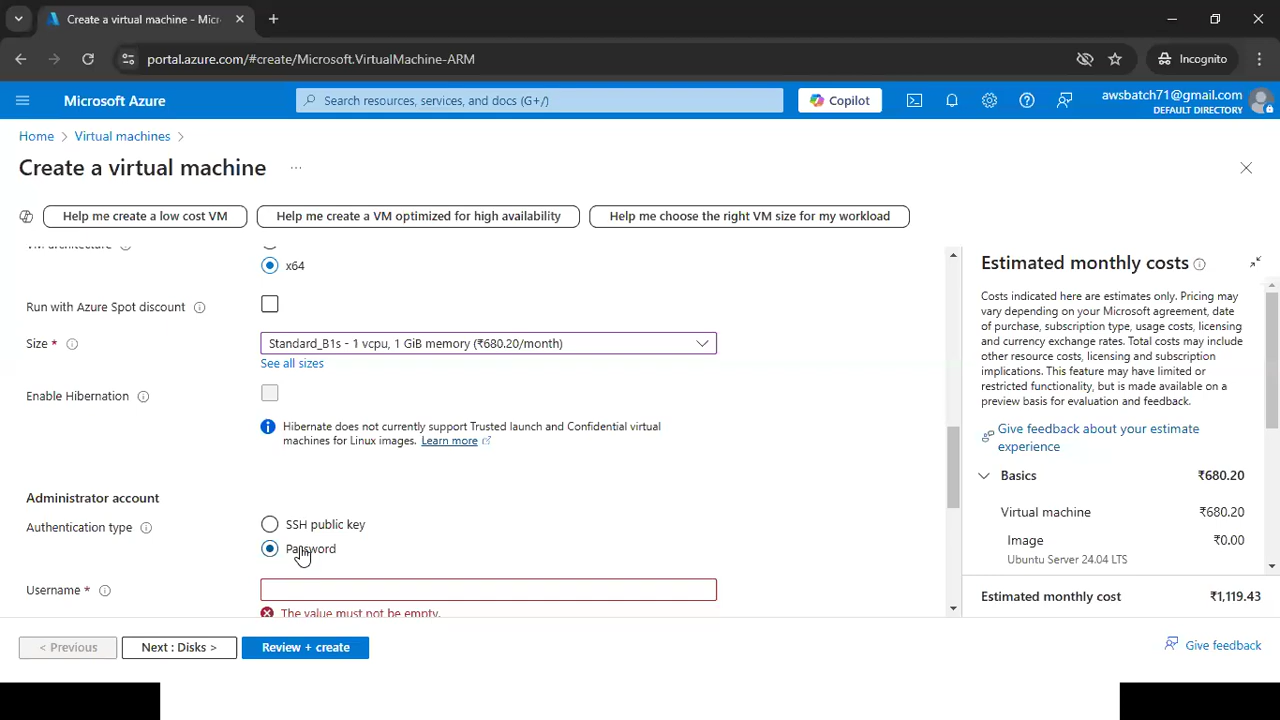 Create a virtual machine - Micr
portal.azure.com/#create/Microsoft.VirtualMachine-ARM
Incognito
Microsoft Azure
Search resources, services, and docs (G+/)
Copilot
awsbatch71@gmail.com
DEFAULT DIRECTORY
Home > Virtual machines >
Create a virtual machine ...
Help me create a low cost VM
Help me create a VM optimized for high availability
Help me choose the right VM size for my workload
VM architecture
x64
Run with Azure Spot discount
Size *
Standard_B1s - 1 vcpu, 1 GiB memory (₹680.20/month)
See all sizes
Enable Hibernation
Hibernate does not currently support Trusted launch and Confidential virtual
machines for Linux images. Learn more
Administrator account
Authentication type
SSH public key
Password
Username *
The value must not be empty.
< Previous
Next : Disks >
Review + create
Estimated monthly costs
Costs indicated here are estimates only. Pricing may
vary depending on your Microsoft agreement, date
of purchase, subscription type, usage costs, licensing
and currency exchange rates. Total costs may include
other resource costs, licensing and subscription
implications. This feature may have limited or
restricted functionality, but is made available on a
preview basis for evaluation and feedback.
Give feedback about your estimate
experience
Basics ₹680.20
Virtual machine ₹680.20
Image ₹0.00
Ubuntu Server 24.04 LTS
Estimated monthly cost ₹1,119.43
Give feedback